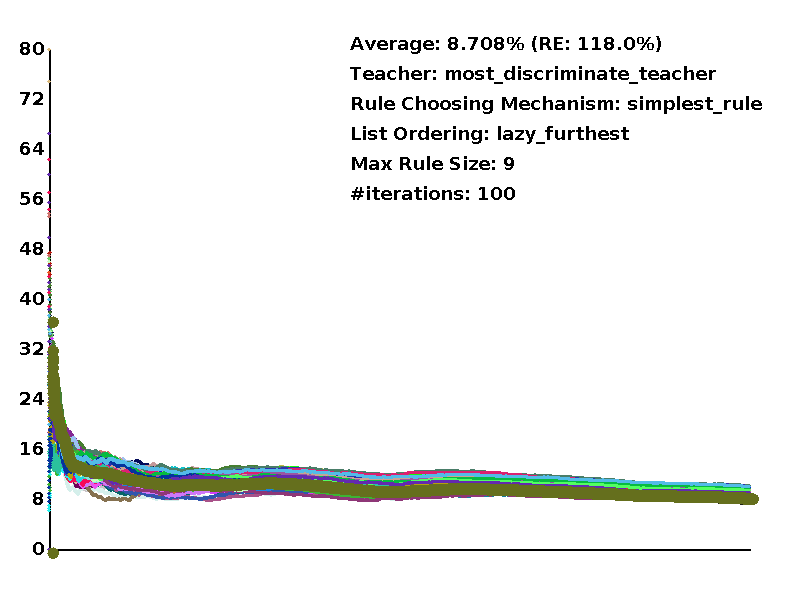 Average: 8.708% (RE: 118.0%)
Teacher: most_discriminate_teacher
Rule Choosing Mechanism: simplest_rule
List Ordering: lazy_furthest
Max Rule Size: 9
#iterations: 100
80
72
64
56
48
40
32
24
16
8
0